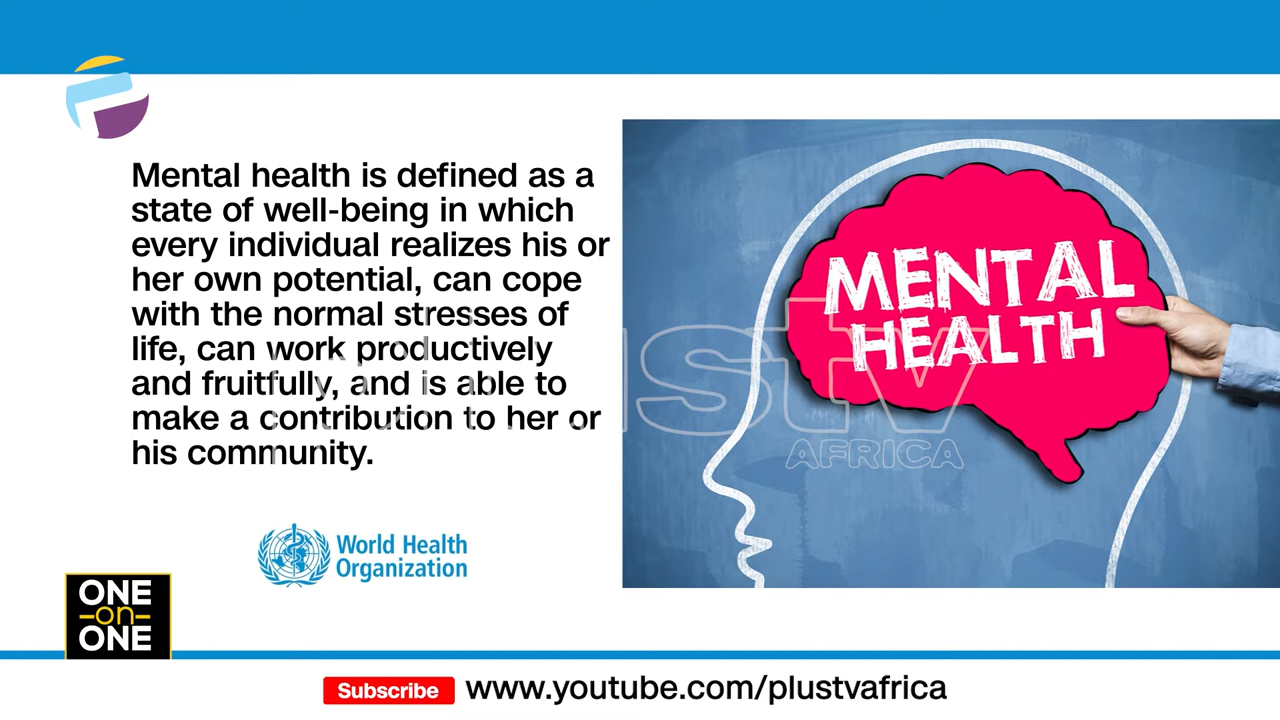 Mental health is defined as a
state of well-being in which
every individual realizes his or
her own potential, can cope
with the normal stresses of
life, can work productively
and fruitfully, and is able to
make a contribution to her or
his community.
World Health
Organization
MENTAL
HEALTH
plustv
AFRICA
ONE
on
ONE
Subscribe www.youtube.com/plustvafrica